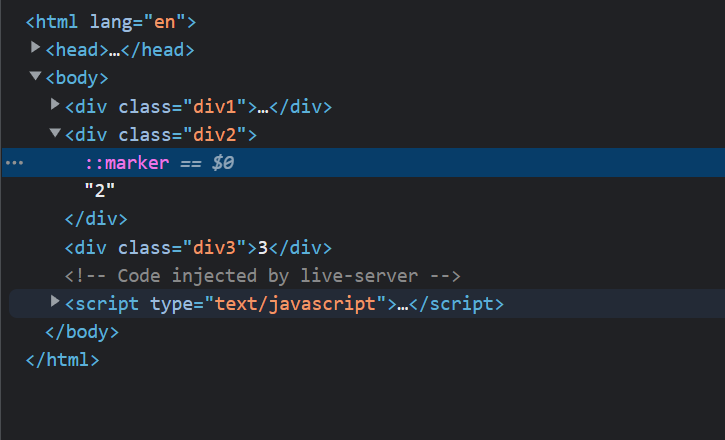 <html lang="en">
<head>…</head>
<body>
<div class="div1">…</div>
<div class="div2">
::marker == $0
"2"
</div>
<div class="div3">3</div>
<!-- Code injected by live-server -->
<script type="text/javascript">…</script>
</body>
</html>